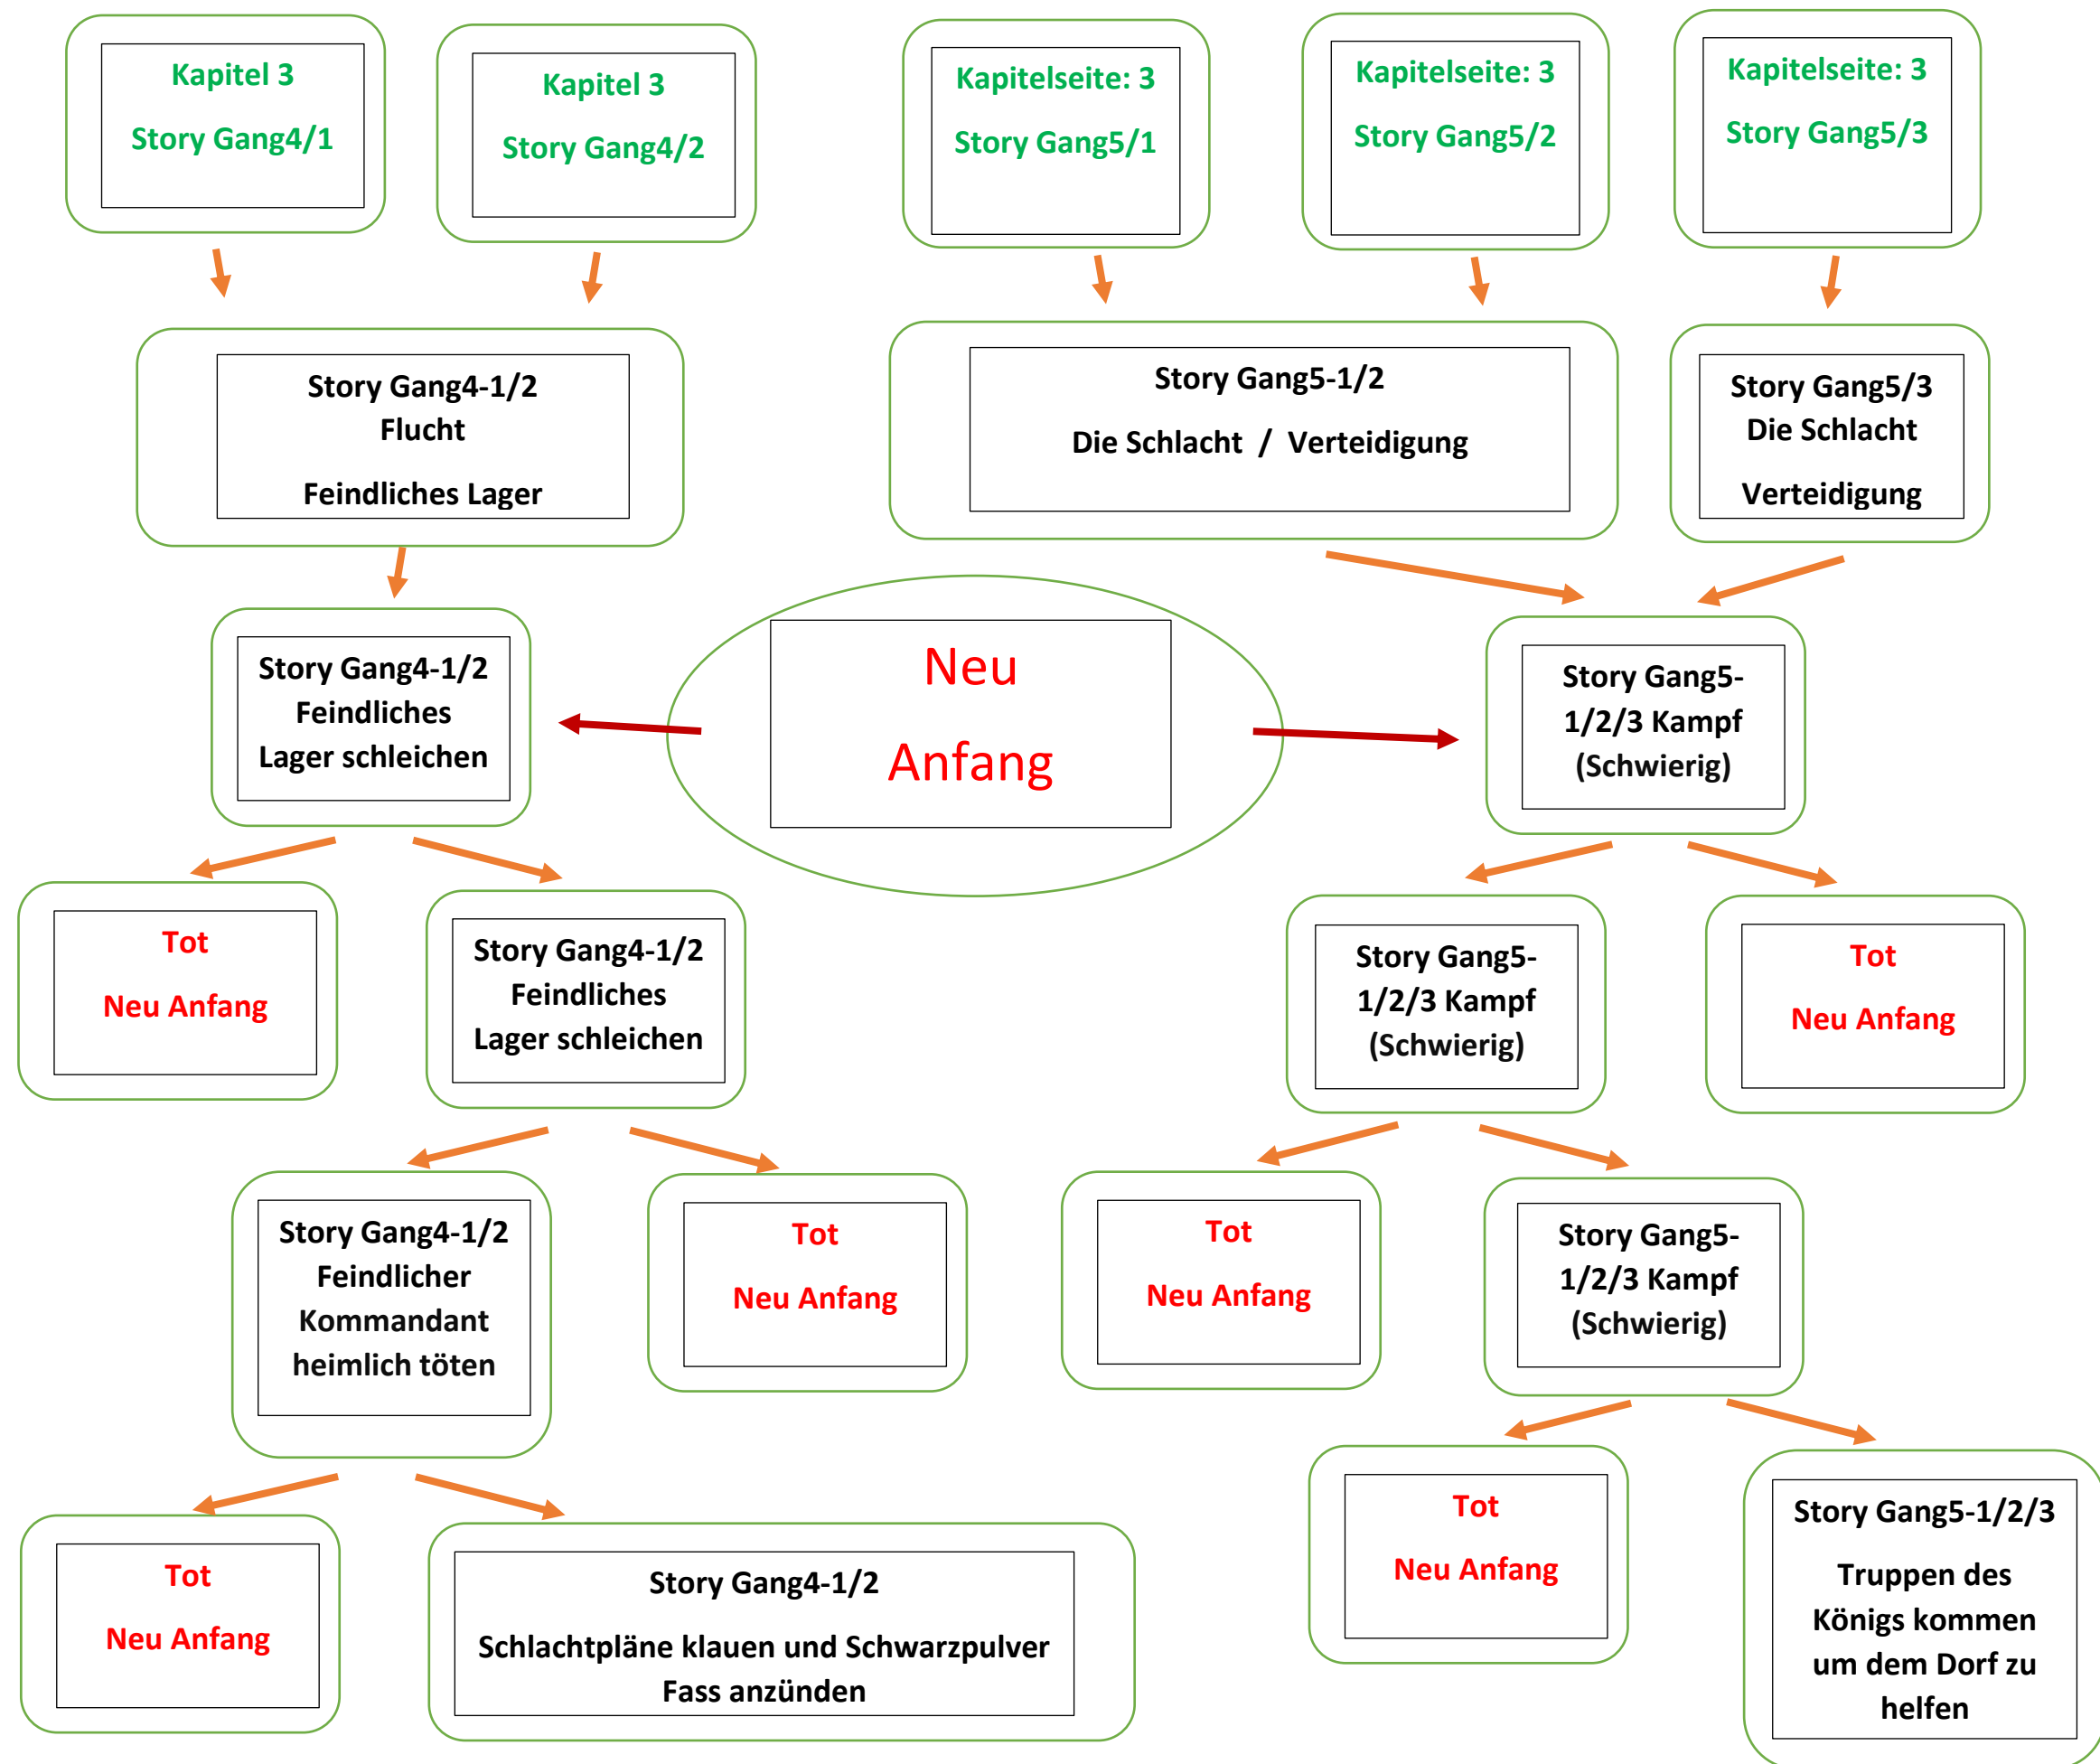 Kapitel 3
Story Gang4/1
Kapitel 3
Story Gang4/2
Kapitelseite: 3
Story Gang5/1
Kapitelseite: 3
Story Gang5/2
Kapitelseite: 3
Story Gang5/3
Story Gang4-1/2
Flucht
Feindliches Lager
Story Gang5-1/2
Die Schlacht / Verteidigung
Story Gang5/3
Die Schlacht
Verteidigung
Story Gang4-1/2
Feindliches
Lager schleichen
Neu
Anfang
Story Gang5-
1/2/3 Kampf
(Schwierig)
Tot
Neu Anfang
Story Gang4-1/2
Feindliches
Lager schleichen
Story Gang5-
1/2/3 Kampf
(Schwierig)
Tot
Neu Anfang
Story Gang4-1/2
Feindlicher
Kommandant
heimlich töten
Tot
Neu Anfang
Tot
Neu Anfang
Story Gang5-
1/2/3 Kampf
(Schwierig)
Tot
Neu Anfang
Story Gang4-1/2
Schlachtpläne klauen und Schwarzpulver
Fass anzünden
Tot
Neu Anfang
Story Gang5-1/2/3
Truppen des
Königs kommen
um dem Dorf zu
helfen